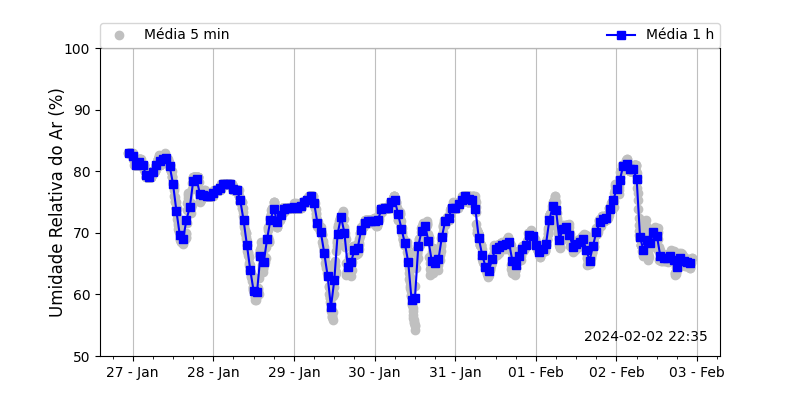 Média 5 min
Média 1 h
Umidade Relativa do Ar (%)
100
90
80
70
60
50
2024-02-02 22:35
27 - Jan
28 - Jan
29 - Jan
30 - Jan
31 - Jan
01 - Feb
02 - Feb
03 - Feb